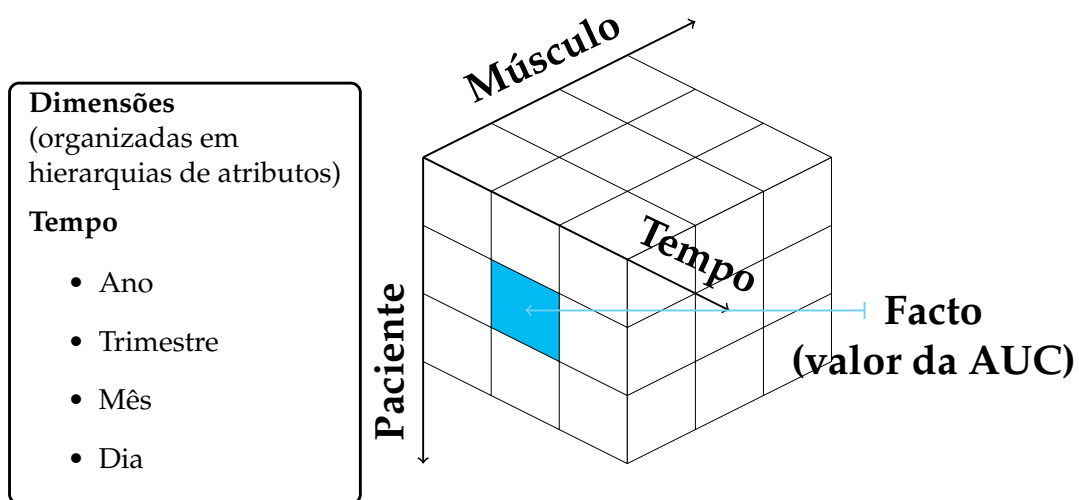 Dimensões
(organizadas em
hierarquias de atributos)
Tempo
• Ano
• Trimestre
• Mês
• Dia
Músculo
Tempo
Paciente
Facto
(valor da AUC)